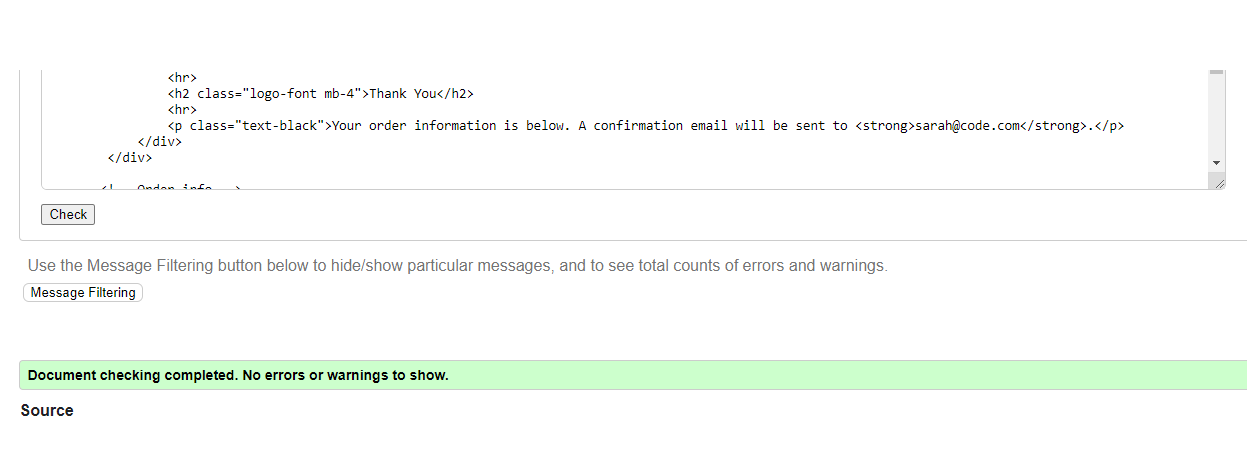 <hr>
<h2 class="logo-font mb-4">Thank You</h2>
<hr>
<p class="text-black">Your order information is below. A confirmation email will be sent to <strong>sarah@code.com</strong>.</p>
</div>
</div>
Order info
Check
Use the Message Filtering button below to hide/show particular messages, and to see total counts of errors and warnings.
Message Filtering
Document checking completed. No errors or warnings to show.
Source